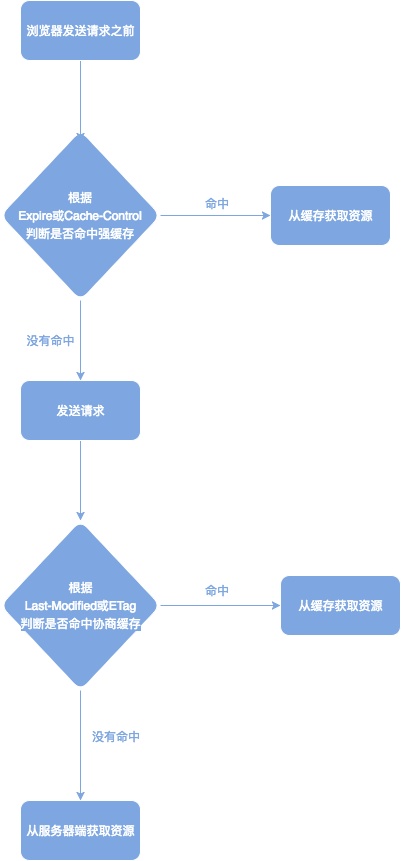 浏览器发送请求之前
根据
Expire或Cache-Control
判断是否命中强缓存
命中
从缓存获取资源
没有命中
发送请求
根据
Last-Modified或ETag
判断是否命中协商缓存
命中
从缓存获取资源
没有命中
从服务器端获取资源